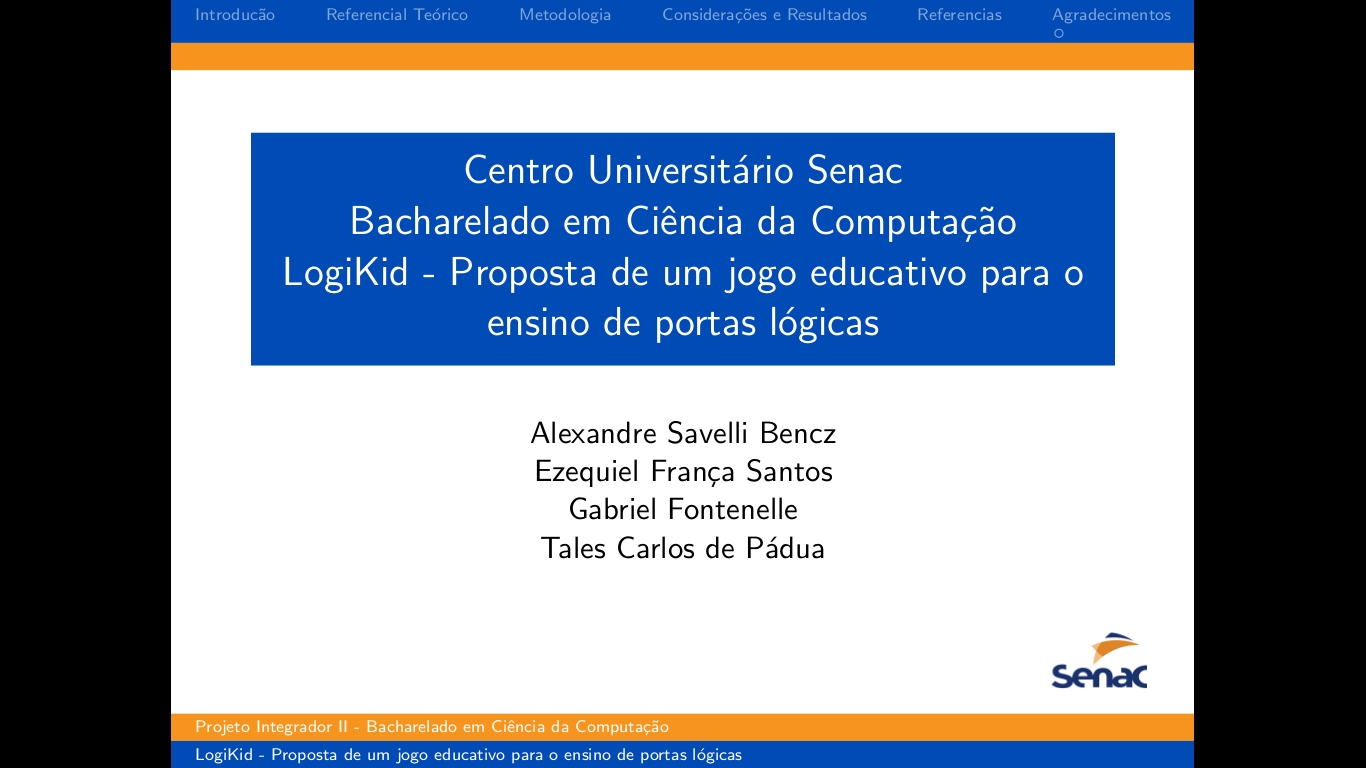 Introducão Referencial Teórico Metodologia Considerações e Resultados Referencias Agradecimentos
Centro Universitário Senac
Bacharelado em Ciência da Computação
LogiKid - Proposta de um jogo educativo para o
ensino de portas lógicas
Alexandre Savelli Bencz
Ezequiel França Santos
Gabriel Fontenelle
Tales Carlos de Pádua
senac
Projeto Integrador II - Bacharelado em Ciência da Computação
LogiKid - Proposta de um jogo educativo para o ensino de portas lógicas